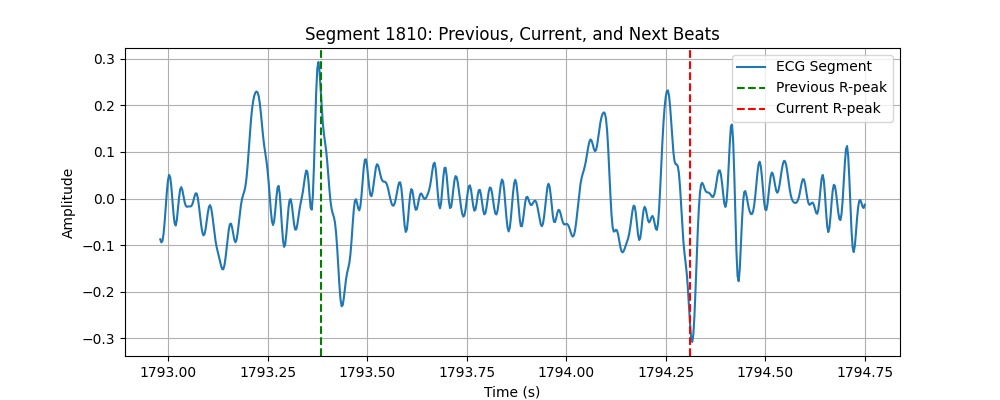 Segment 1810: Previous, Current, and Next Beats
ECG Segment
Previous R-peak
Current R-peak
Amplitude
0.3
0.2
0.1
0.0
−0.1
−0.2
−0.3
1793.00 1793.25 1793.50 1793.75 1794.00 1794.25 1794.50 1794.75
Time (s)